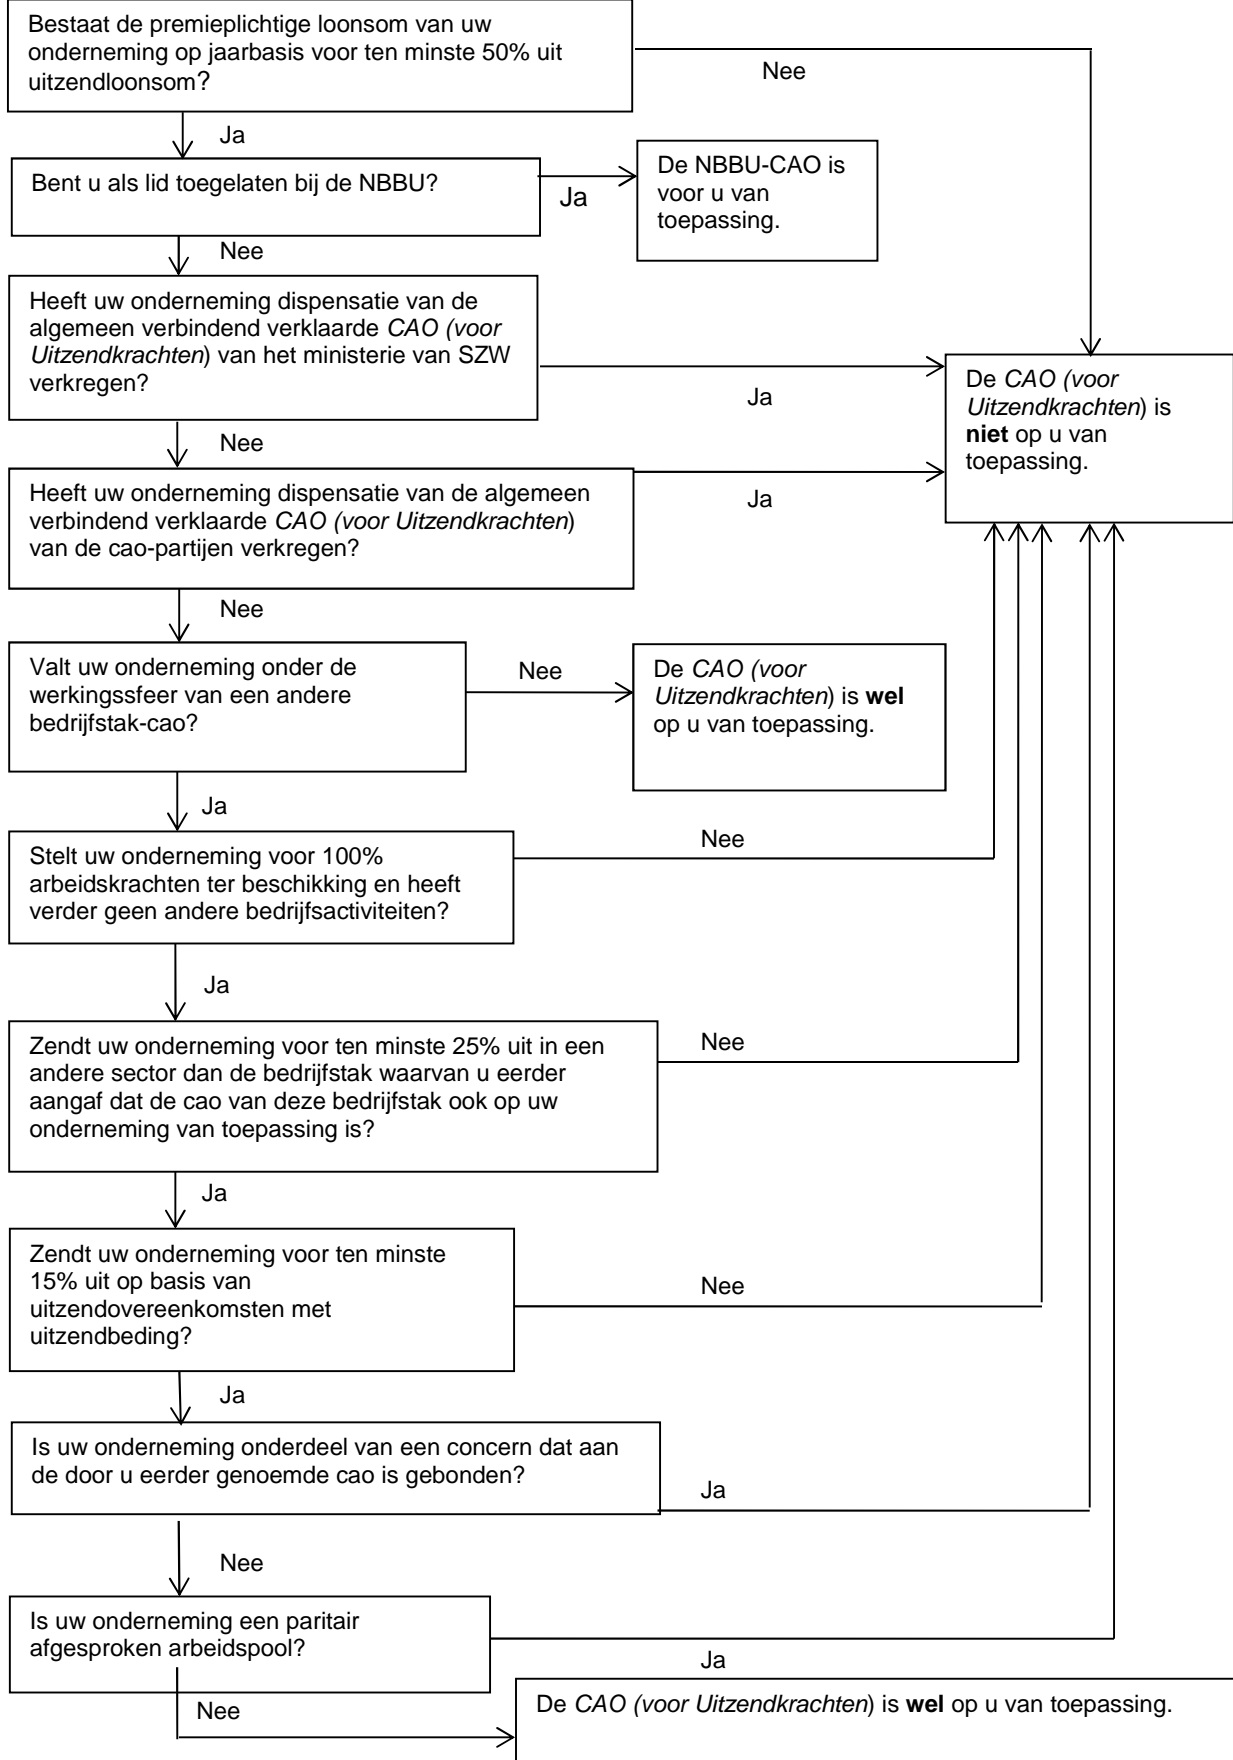 Bestaat de premieplichtige loonsom van uw
onderneming op jaarbasis voor ten minste 50% uit
uitzendloonsom?
Nee
Ja
Bent u als lid toegelaten bij de NBBU?
Ja
De NBBU-CAO is
voor u van
toepassing.
Nee
Heeft uw onderneming dispensatie van de
algemeen verbindend verklaarde CAO (voor
Uitzendkrachten) van het ministerie van SZW
verkregen?
Ja
De CAO (voor
Uitzendkrachten) is
niet op u van
toepassing.
Nee
Heeft uw onderneming dispensatie van de algemeen
verbindend verklaarde CAO (voor Uitzendkrachten)
van de cao-partijen verkregen?
Ja
Nee
Valt uw onderneming onder de
werkingssfeer van een andere
bedrijfstak-cao?
Nee
De CAO (voor
Uitzendkrachten) is wel
op u van toepassing.
Ja
Stelt uw onderneming voor 100%
arbeidskrachten ter beschikking en heeft
verder geen andere bedrijfsactiviteiten?
Nee
Ja
Zendt uw onderneming voor ten minste 25% uit in een
andere sector dan de bedrijfstak waarvan u eerder
aangaf dat de cao van deze bedrijfstak ook op uw
onderneming van toepassing is?
Nee
Ja
Zendt uw onderneming voor ten minste
15% uit op basis van
uitzendovereenkomsten met
uitzendbeding?
Nee
Ja
Is uw onderneming onderdeel van een concern dat aan
de door u eerder genoemde cao is gebonden?
Ja
Nee
Is uw onderneming een paritair
afgesproken arbeidspool?
Ja
Nee
De CAO (voor Uitzendkrachten) is wel op u van toepassing.